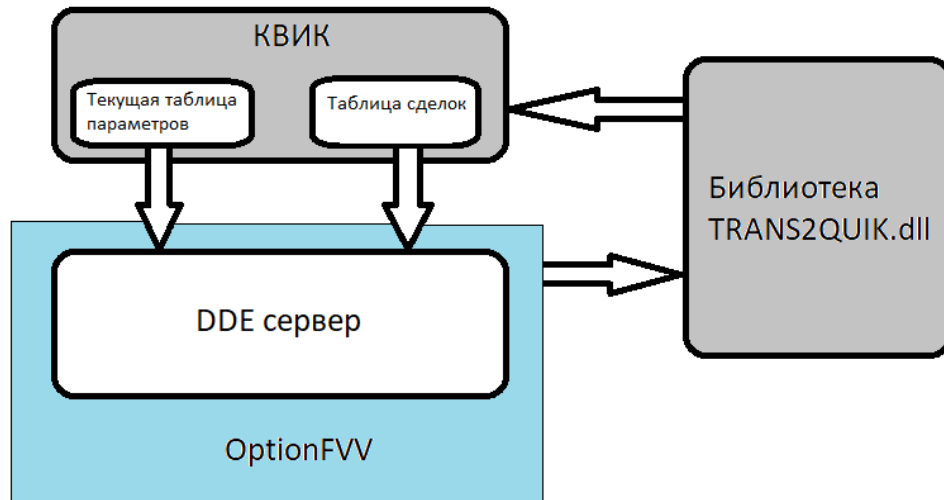 КВИК
Текущая таблица
параметров
Таблица сделок
Библиотека
TRANS2QUIK.dll
DDE сервер
OptionFVV